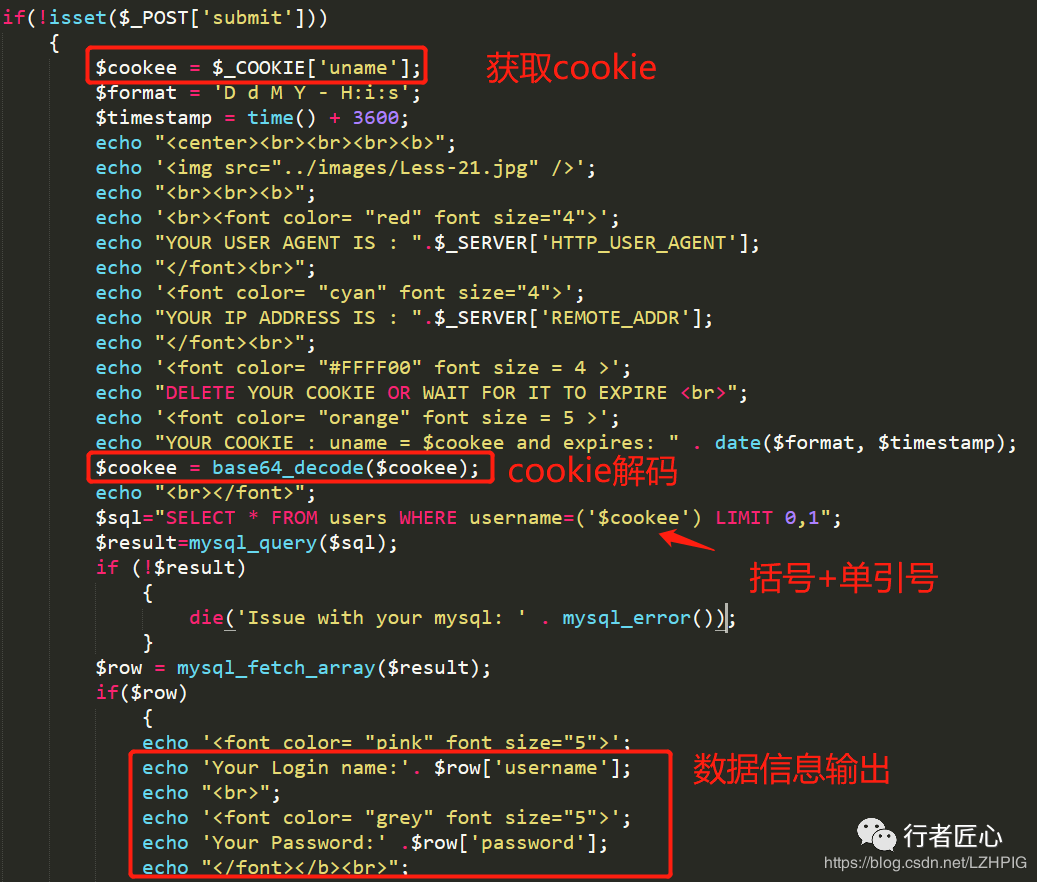 if(!isset($_POST['submit']))
{
$cookee = $_COOKIE['uname'];
获取cookie
$format = 'D d M Y - H:i:s';
$timestamp = time() + 3600;
echo "<center><br><br><br><b>";
echo '<img src="../images/Less-21.jpg" />';
echo "<br><br><b>";
echo '<br><font color= "red" font size="4">';
echo "YOUR USER AGENT IS : ".$_SERVER['HTTP_USER_AGENT'];
echo "</font><br>";
echo '<font color= "cyan" font size="4">';
echo "YOUR IP ADDRESS IS : ".$_SERVER['REMOTE_ADDR'];
echo "</font><br>";
echo '<font color= "#FFFF00" font size = 4 >';
echo "DELETE YOUR COOKIE OR WAIT FOR IT TO EXPIRE <br>";
echo '<font color= "orange" font size = 5 >';
echo "YOUR COOKIE : uname = $cookee and expires: " . date($format, $timestamp);
$cookee = base64_decode($cookee);
cookie解码
echo "<br></font>";
$sql="SELECT * FROM users WHERE username=('$cookee') LIMIT 0,1";
$result=mysql_query($sql);
括号+单引号
if (!$result)
{
die('Issue with your mysql: ' . mysql_error());
}
$row = mysql_fetch_array($result);
if($row)
{
echo '<font color= "pink" font size="5">';
echo 'Your Login name:'. $row['username'];
数据信息输出
echo "<br>";
echo '<font color= "grey" font size="5">';
echo 'Your Password:' .$row['password'];
echo "</font></b><br>";
行者匠心
https://blog.csdn.net/LZHPIG